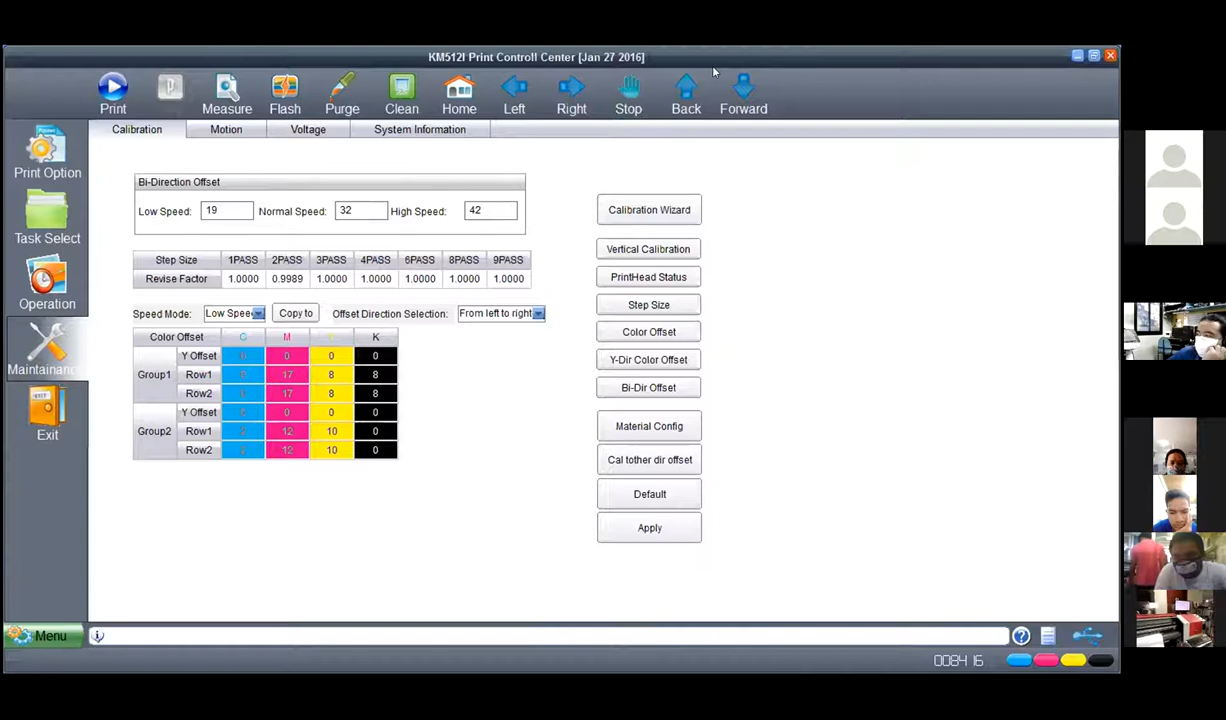 KM512I Print Controll Center [Jan 27 2016]
Print Measure Flash Purge Clean Home Left Right Stop Back Forward
Calibration Motion Voltage System Information
Print Option
Task Select
Operation
Maintainanc
Exit
Bi-Direction Offset
Low Speed: 19 Normal Speed: 32 High Speed: 42
Step Size 1PASS 2PASS 3PASS 4PASS 6PASS 8PASS 9PASS
Revise Factor 1.0000 0.9989 1.0000 1.0000 1.0000 1.0000 1.0000
Speed Mode: Low Spee Copy to Offset Direction Selection: From left to right
Color Offset C M Y K
Group1
Y Offset 0 0 0
Row1 17 8 8
Row2 17 8 8
Group2
Y Offset 0 0 0
Row1 12 10 0
Row2 12 10 0
Calibration Wizard
Vertical Calibration
PrintHead Status
Step Size
Color Offset
Y-Dir Color Offset
Bi-Dir Offset
Material Config
Cal tother dir offset
Default
Apply
Menu
008416